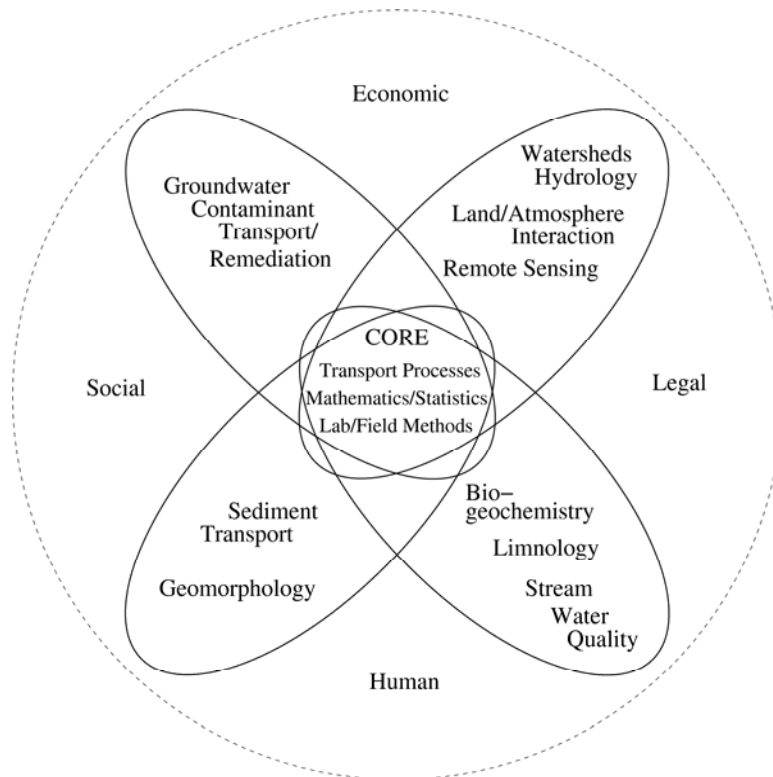 Economic
Groundwater
Contaminant
Transport/
Remediation
Watersheds
Hydrology
Land/Atmosphere
Interaction
Remote Sensing
Social
CORE
Transport Processes
Mathematics/Statistics
Lab/Field Methods
Legal
Sediment
Transport
Geomorphology
Bio–
geochemistry
Limnology
Stream
Water
Quality
Human